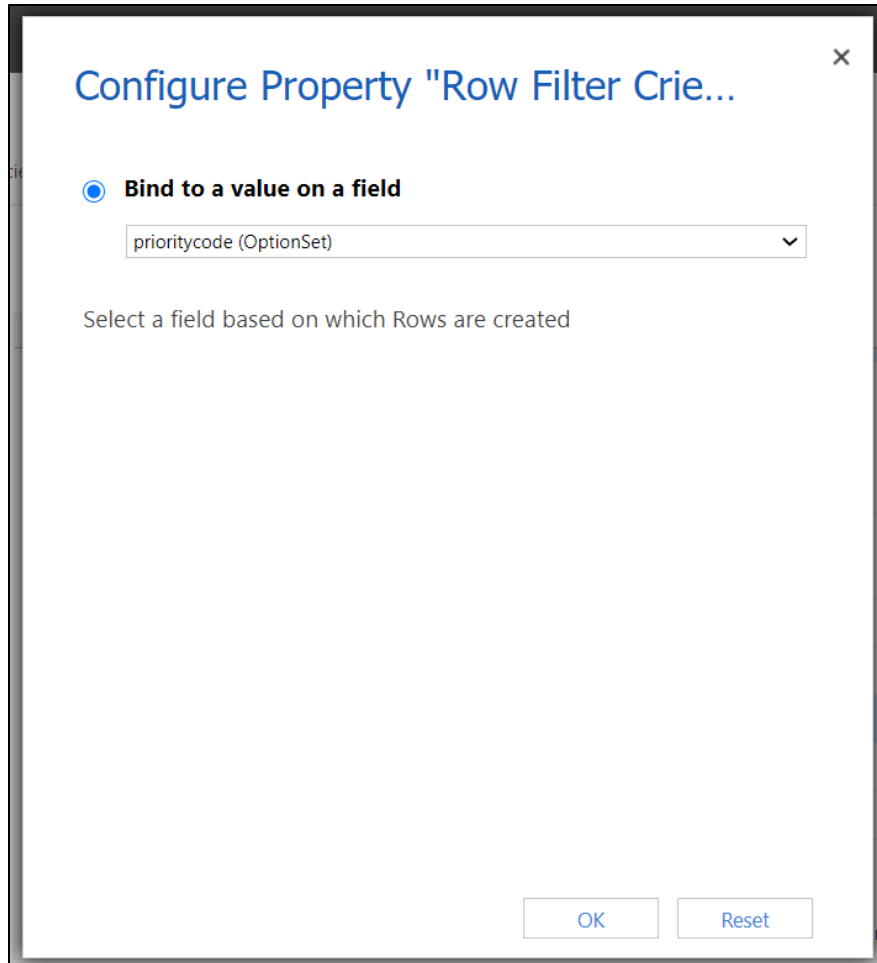 Configure Property "Row Filter Crie...
Bind to a value on a field
prioritycode (OptionSet)
Select a field based on which Rows are created
OK
Reset